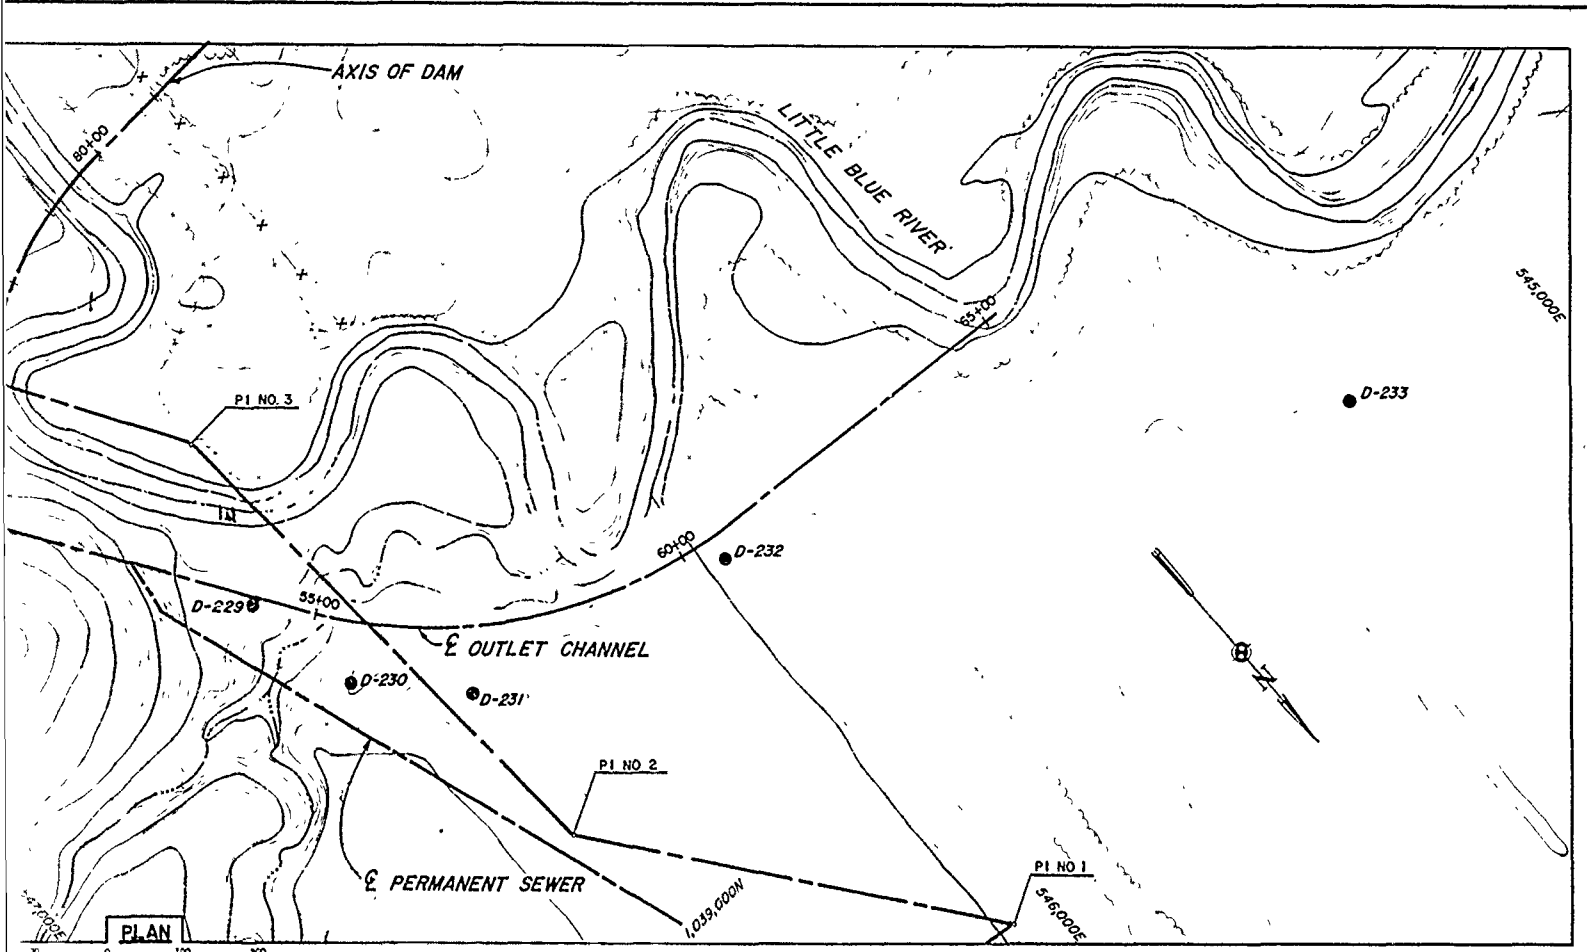 AXIS OF DAM
80+00
LITTLE BLUE RIVER
65+00
545,000E
D-233
PI NO. 3
60+00
D-232
D-229
55+00
℄ OUTLET CHANNEL
D-230
D-231
N
PI NO 2
PI NO 1
℄ PERMANENT SEWER
1,039,000N
546,000E
547,000E
PLAN